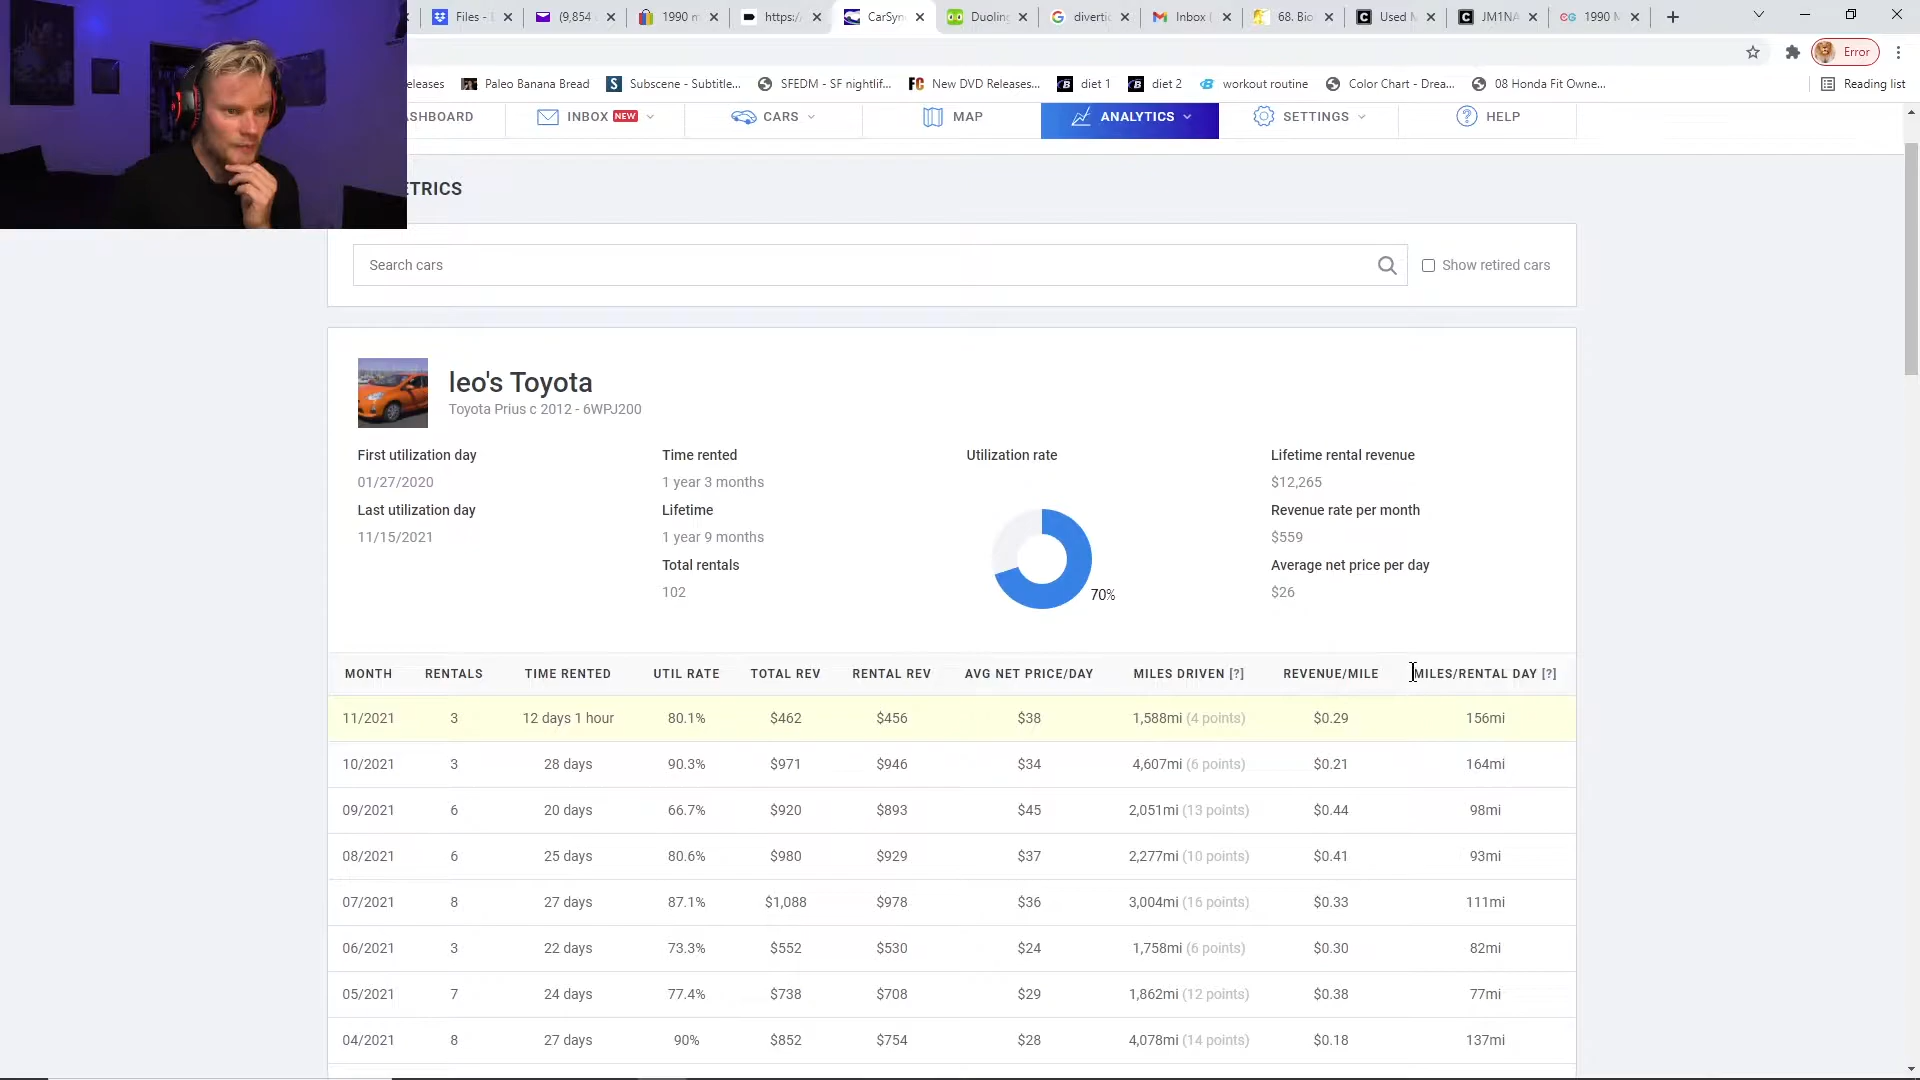 Files - E
(9,854
1990 m
https:/
CarSyn
Duoling
diverti
Inbox (
68. Bio
Used M
JM1NA
1990 M
Error
eleases
Paleo Banana Bread
Subscene - Subtitle...
SFEDM - SF nightlif...
New DVD Releases...
diet 1
diet 2
workout routine
Color Chart - Drea...
08 Honda Fit Owne...
Reading list
ASHBOARD
INBOX NEW
CARS
MAP
ANALYTICS
SETTINGS
HELP
ETRICS
Search cars
Show retired cars
leo's Toyota
Toyota Prius c 2012 - 6WPJ200
First utilization day
01/27/2020
Last utilization day
11/15/2021
Time rented
1 year 3 months
Lifetime
1 year 9 months
Total rentals
102
Utilization rate
70%
Lifetime rental revenue
$12,265
Revenue rate per month
$559
Average net price per day
$26
MONTH RENTALS TIME RENTED UTIL RATE TOTAL REV RENTAL REV AVG NET PRICE/DAY MILES DRIVEN [?] REVENUE/MILE MILES/RENTAL DAY [?]
11/2021 3 12 days 1 hour 80.1% $462 $456 $38 1,588mi (4 points) $0.29 156mi
10/2021 3 28 days 90.3% $971 $946 $34 4,607mi (6 points) $0.21 164mi
09/2021 6 20 days 66.7% $920 $893 $45 2,051mi (13 points) $0.44 98mi
08/2021 6 25 days 80.6% $980 $929 $37 2,277mi (10 points) $0.41 93mi
07/2021 8 27 days 87.1% $1,088 $978 $36 3,004mi (16 points) $0.33 111mi
06/2021 3 22 days 73.3% $552 $530 $24 1,758mi (6 points) $0.30 82mi
05/2021 7 24 days 77.4% $738 $708 $29 1,862mi (12 points) $0.38 77mi
04/2021 8 27 days 90% $852 $754 $28 4,078mi (14 points) $0.18 137mi